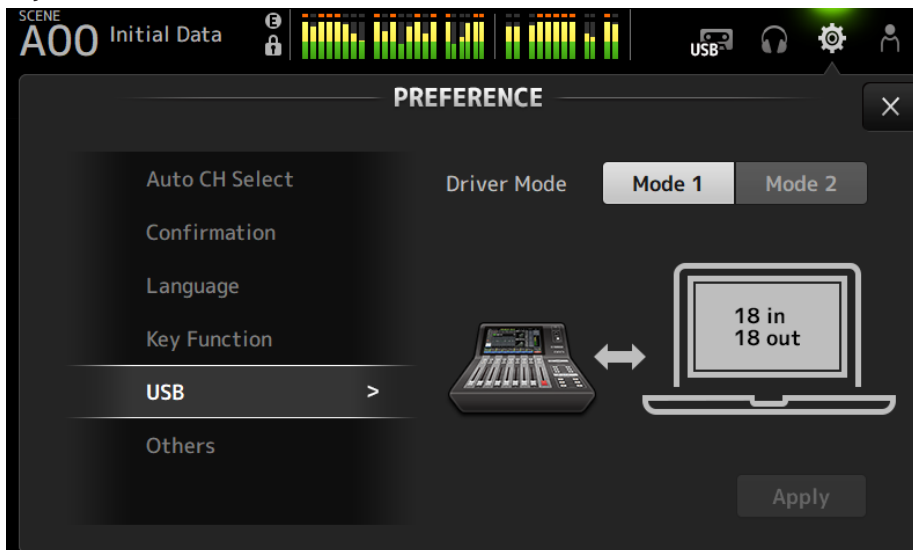 SCENE
A00 Initial Data
E
USB
PREFERENCE
Auto CH Select
Driver Mode
Mode 1
Mode 2
Confirmation
Language
Key Function
USB >
Others
18 in
18 out
Apply